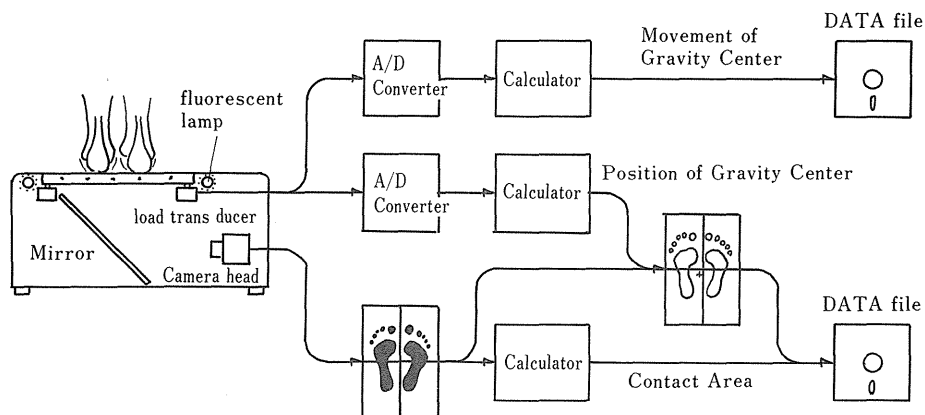 DATA file
Movement of
Gravity Center
A/D
Converter
Calculator
fluorescent
lamp
A/D
Converter
Calculator
Position of Gravity Center
load trans ducer
Mirror
Camera head
DATA file
Calculator
Contact Area